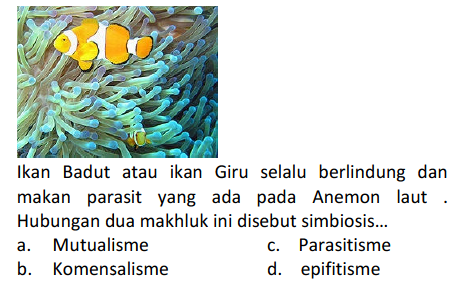 Ikan Badut atau ikan Giru selalu berlindung dan
makan parasit yang ada pada Anemon laut .
Hubungan dua makhluk ini disebut simbiosis...
a. Mutualisme c. Parasitisme
b. Komensalisme d. epifitisme